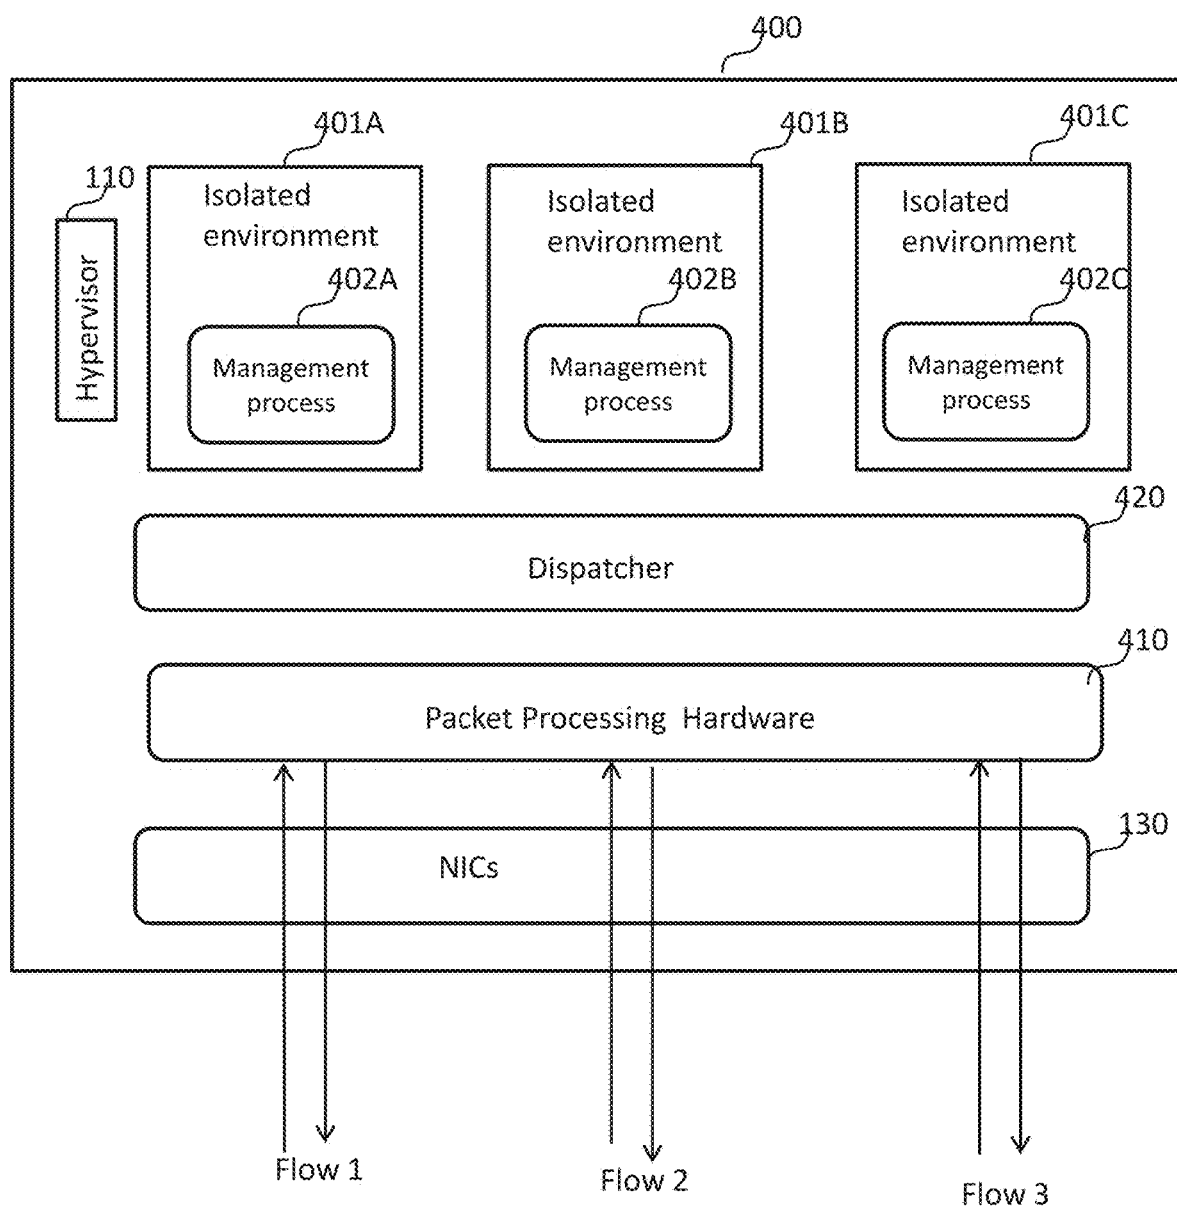 400
401A
401B
401C
110
Isolated
environment
Isolated
environment
Isolated
environment
Hypervisor
402A
402B
402C
Management
process
Management
process
Management
process
420
Dispatcher
410
Packet Processing Hardware
130
NICs
Flow 1
Flow 2
Flow 3